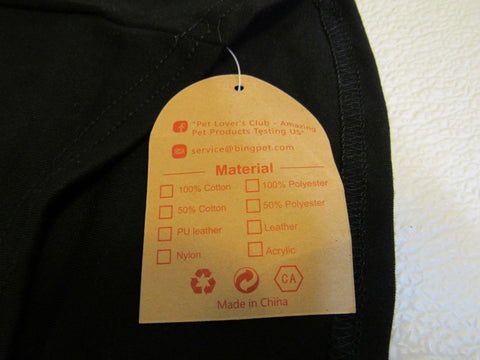 "Pet Lover's Club - Amazing
Pet Products Testing US"
service@bingpet.com
Material
100% Cotton 100% Polyester
50% Cotton 50% Polyester
PU leather Leather
Nylon Acrylic
CA
Made in China